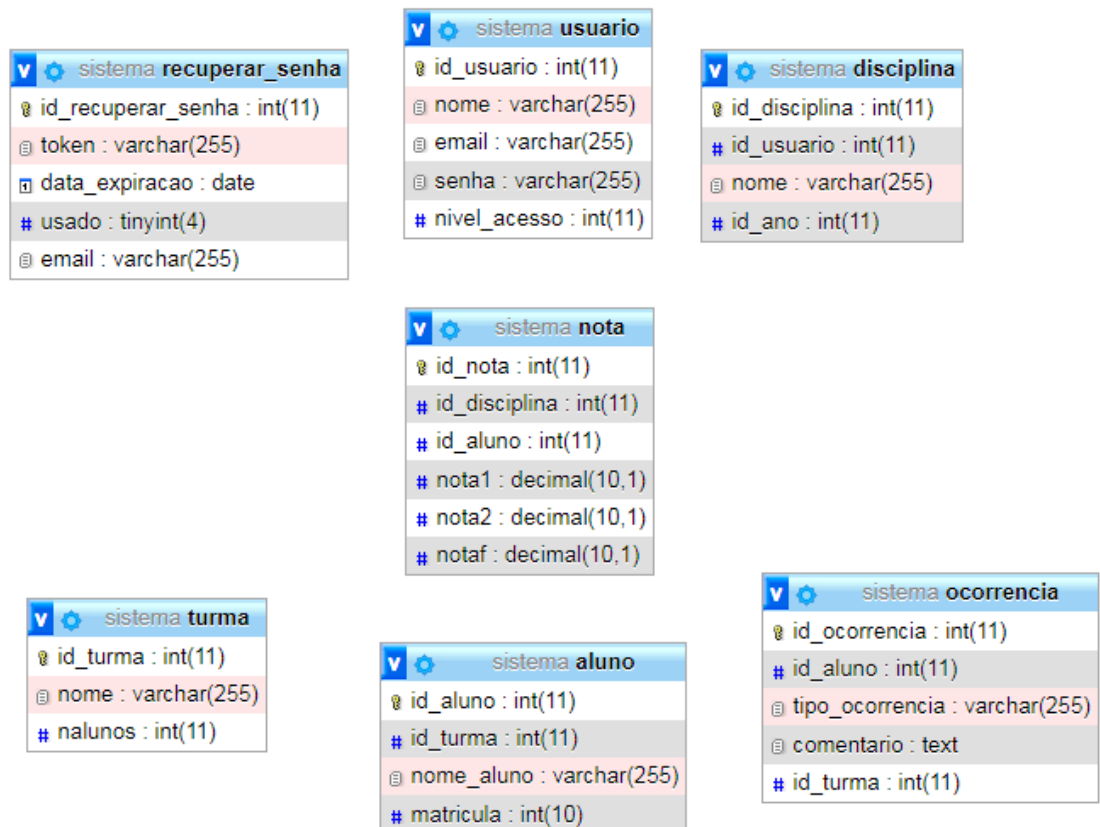 sistema recuperar_senha
id_recuperar_senha : int(11)
token : varchar(255)
data_expiracao : date
usado : tinyint(4)
email : varchar(255)
sistema usuario
id_usuario : int(11)
nome : varchar(255)
email : varchar(255)
senha : varchar(255)
nivel_acesso : int(11)
sistema disciplina
id_disciplina : int(11)
id_usuario : int(11)
nome : varchar(255)
id_ano : int(11)
sistema nota
id_nota : int(11)
id_disciplina : int(11)
id_aluno : int(11)
nota1 : decimal(10,1)
nota2 : decimal(10,1)
notaf : decimal(10,1)
sistema turma
id_turma : int(11)
nome : varchar(255)
nalunos : int(11)
sistema aluno
id_aluno : int(11)
id_turma : int(11)
nome_aluno : varchar(255)
matricula : int(10)
sistema ocorrencia
id_ocorrencia : int(11)
id_aluno : int(11)
tipo_ocorrencia : varchar(255)
comentario : text
id_turma : int(11)